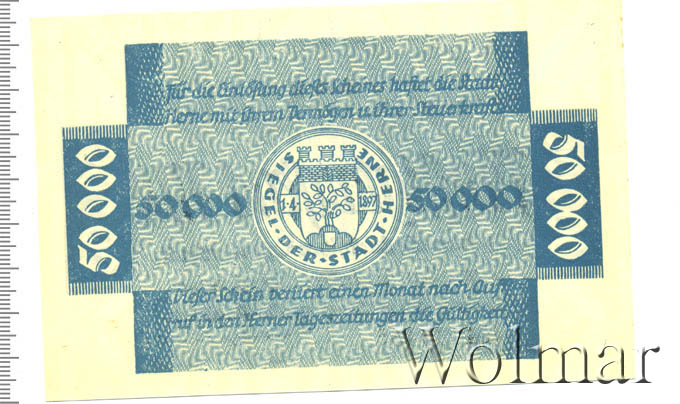 Für die Einlösung dieses Scheines haftet die Stadt
Herne mit ihrem Vermögen u. ihrer Steuerkraft
50 000
50 000
SIEGEL·DER·STADT·HERNE
1·4 1897
50 000
50 000
Dieser Schein verliert einen Monat nach Auf-
ruf in den Herner Tageszeitungen die Gültigkeit
Wolmar